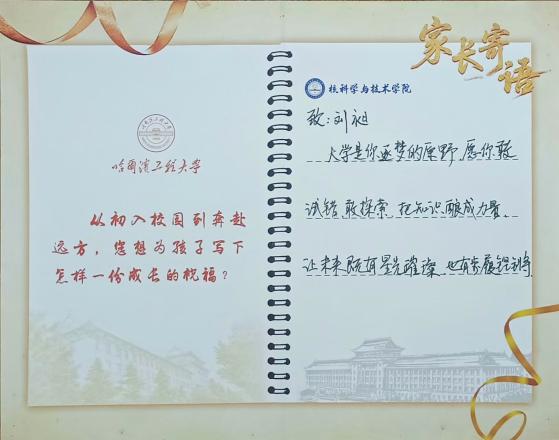 家长寄语
哈尔滨工程大学
从初入校园到奔赴
远方，您想为孩子写下
怎样一份成长的祝福？
核科学与技术学院
致：刘昶
大学是你逐梦的原野 愿你敢
试错 敢探索 把知识酿成力量
让未来 既有星光璀璨 也有